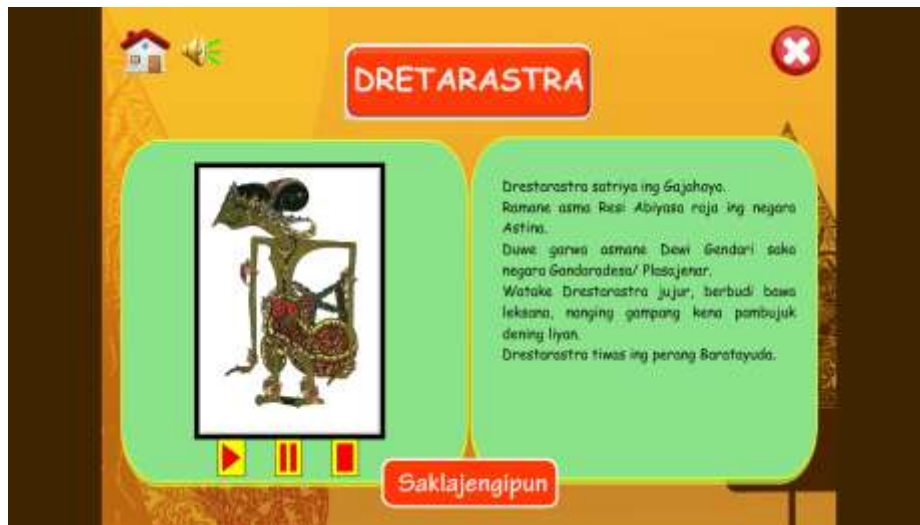 DRETARASTRA
Drestarastra satriya ing Gajahoya.
Ramane asma Resi Abiyasa raja ing negara
Astina.
Duwe garwa asmane Dewi Gendari saka
negara Gandaradesa/ Plasajenar.
Watake Drestarastra jujur, berbudi bawa
leksana, nanging gampang kena pambujuk
dening liyan.
Drestarastra tiwas ing perang Baratayuda.
Saklajengipun